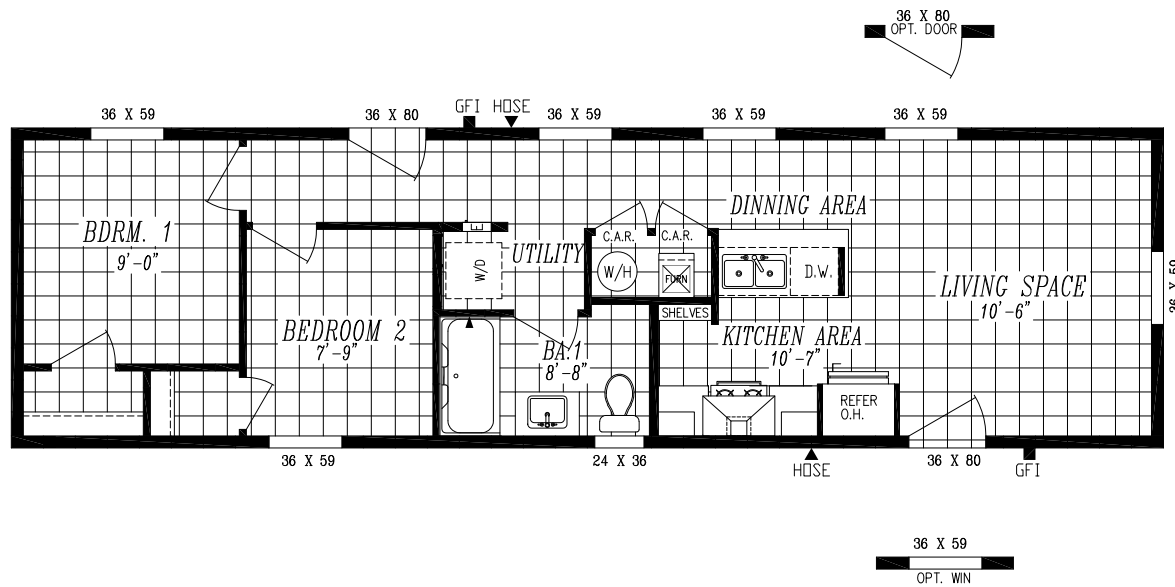 36 X 80
OPT. DOOR
36 X 59
36 X 80
GFI
HOSE
36 X 59
36 X 59
36 X 59
BDRM. 1
9'-0"
E
W/D
UTILITY
C.A.R.
C.A.R.
W/H
FURN
DINNING AREA
D.W.
LIVING SPACE
10'-6"
36 X 59
BEDROOM 2
7'-9"
BA.1
8'-8"
SHELVES
KITCHEN AREA
10'-7"
REFER
O.H.
36 X 59
24 X 36
HOSE
36 X 80
GFI
36 X 59
OPT. WIN